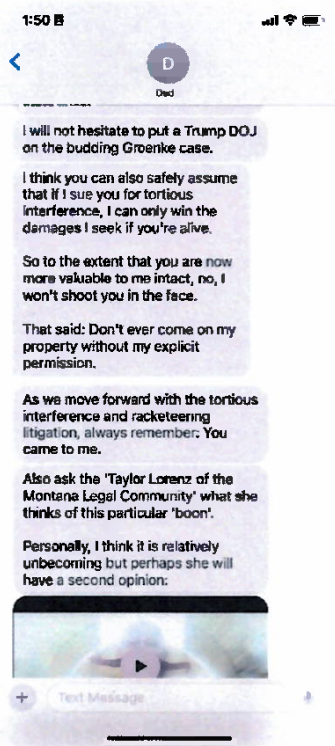 1:50
D
Dad
I will not hesitate to put a Trump DOJ
on the budding Groenke case.
I think you can also safely assume
that if I sue you for tortious
interference, I can only win the
damages I seek if you're alive.
So to the extent that you are now
more valuable to me intact, no, I
won't shoot you in the face.
That said: Don't ever come on my
property without my explicit
permission.
As we move forward with the tortious
interference and racketeering
litigation, always remember: You
came to me.
Also ask the 'Taylor Lorenz of the
Montana Legal Community' what she
thinks of this particular 'boon'.
Personally, I think it is relatively
unbecoming but perhaps she will
have a second opinion:
Text Message